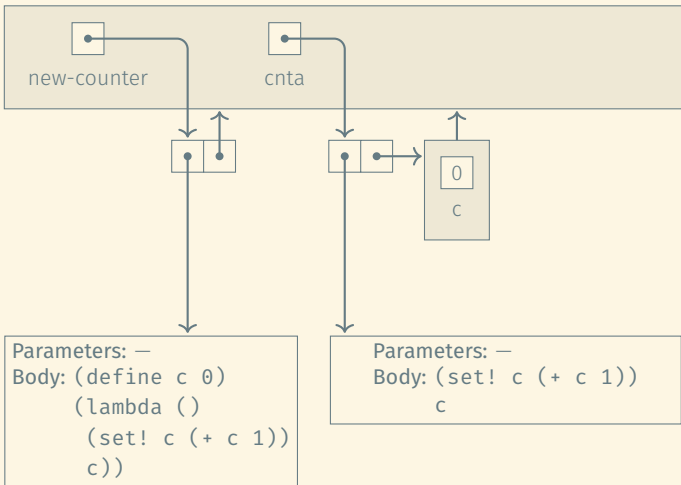 new-counter cnta
0
c
Parameters: —
Body: (define c 0)
(lambda ()
(set! c (+ c 1))
c))
Parameters: —
Body: (set! c (+ c 1))
c